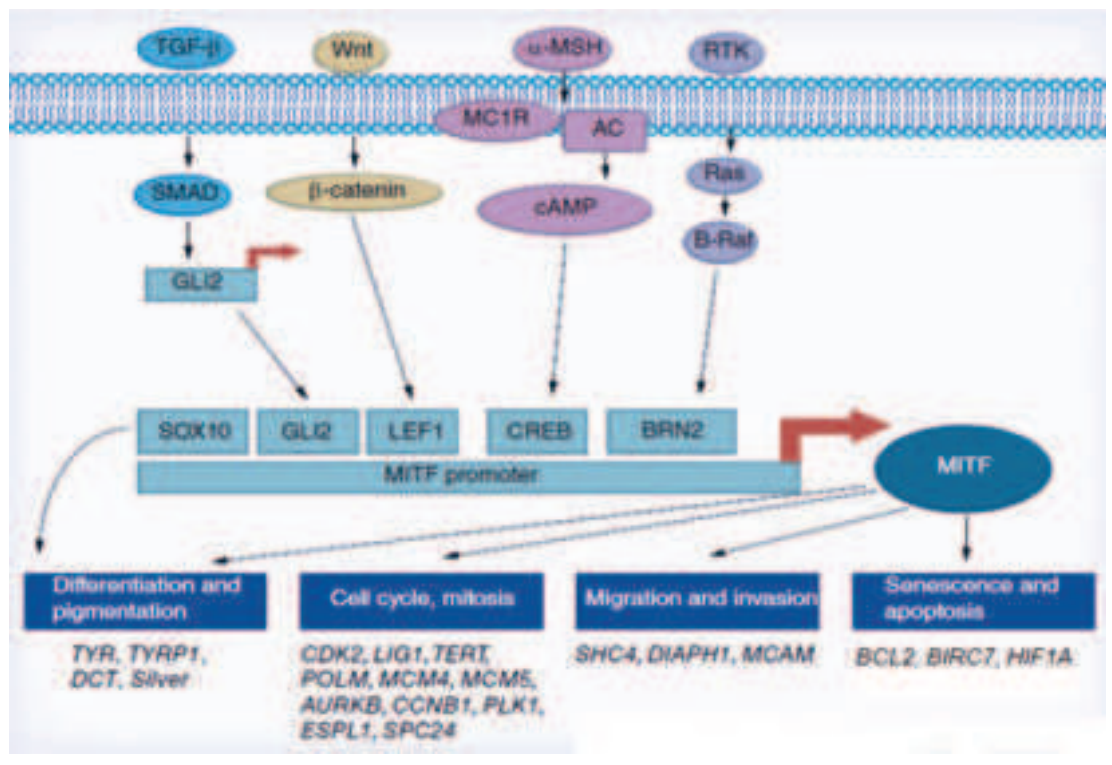 TGF-β
Wnt
α-MSH
RTK
MC1R
AC
SMAD
β-catenin
cAMP
Ras
B-Raf
GLI2
SOX10
GLI2
LEF1
CREB
BRN2
MITF promoter
MITF
Differentiation and
pigmentation
Cell cycle, mitosis
Migration and invasion
Senescence and
apoptosis
TYR, TYRP1,
DCT, Silver
CDK2, LIG1, TERT,
POLM, MCM4, MCM5,
AURKB, CCNB1, PLK1,
ESPL1, SPC24
SHC4, DIAPH1, MCAM
BCL2, BIRC7, HIF1A